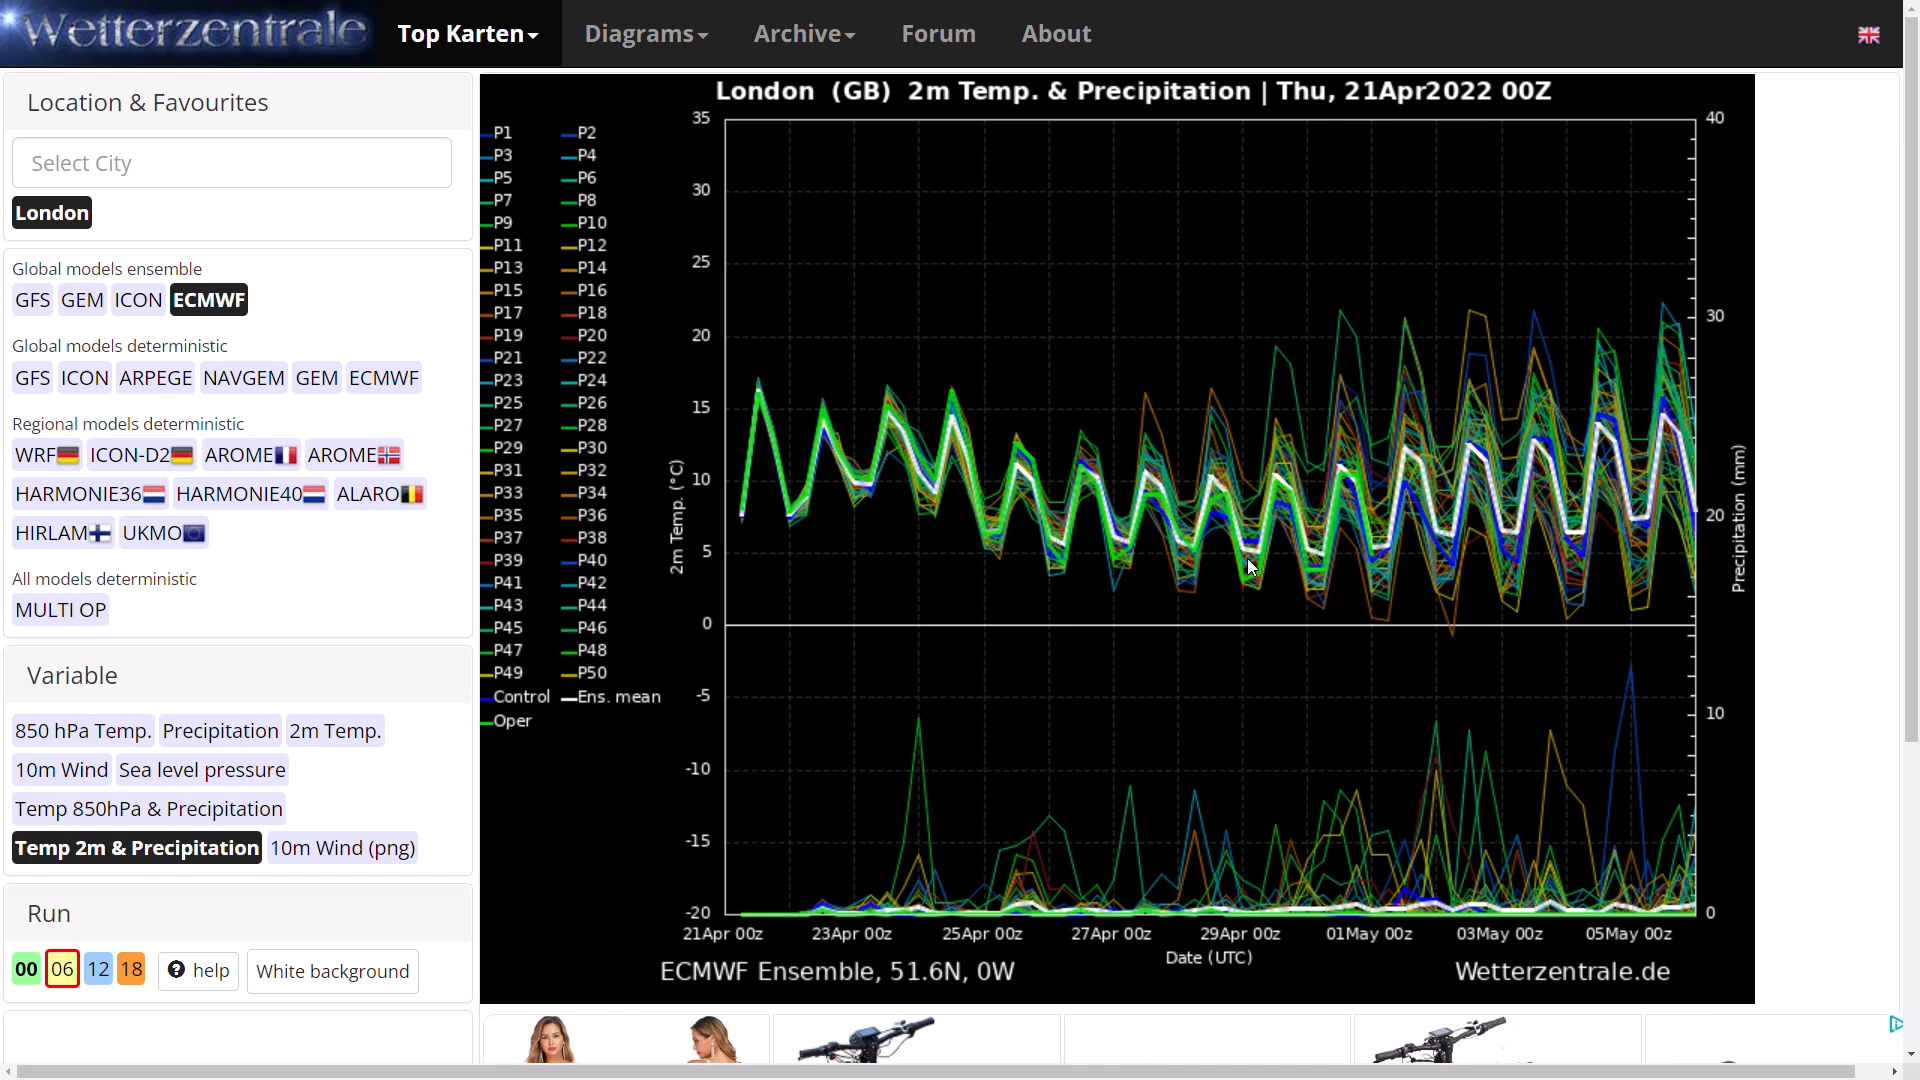 Wetterzentrale
Top Karten
Diagrams
Archive
Forum
About
Location & Favourites
Select City
London
Global models ensemble
GFS GEM ICON ECMWF
Global models deterministic
GFS ICON ARPEGE NAVGEM GEM ECMWF
Regional models deterministic
WRF ICON-D2 AROME AROME
HARMONIE36 HARMONIE40 ALARO
HIRLAM UKMO
All models deterministic
MULTI OP
Variable
850 hPa Temp. Precipitation 2m Temp.
10m Wind Sea level pressure
Temp 850hPa & Precipitation
Temp 2m & Precipitation 10m Wind (png)
Run
00 06 12 18 help White background
London (GB) 2m Temp. & Precipitation | Thu, 21Apr2022 00Z
P1 P2
P3 P4
P5 P6
P7 P8
P9 P10
P11 P12
P13 P14
P15 P16
P17 P18
P19 P20
P21 P22
P23 P24
P25 P26
P27 P28
P29 P30
P31 P32
P33 P34
P35 P36
P37 P38
P39 P40
P41 P42
P43 P44
P45 P46
P47 P48
P49 P50
Control Ens. mean
Oper
2m Temp. (°C)
35
30
25
20
15
10
5
0
-5
-10
-15
-20
40
30
20
10
0
Precipitation (mm)
21Apr 00z 23Apr 00z 25Apr 00z 27Apr 00z 29Apr 00z 01May 00z 03May 00z 05May 00z
Date (UTC)
ECMWF Ensemble, 51.6N, 0W
Wetterzentrale.de